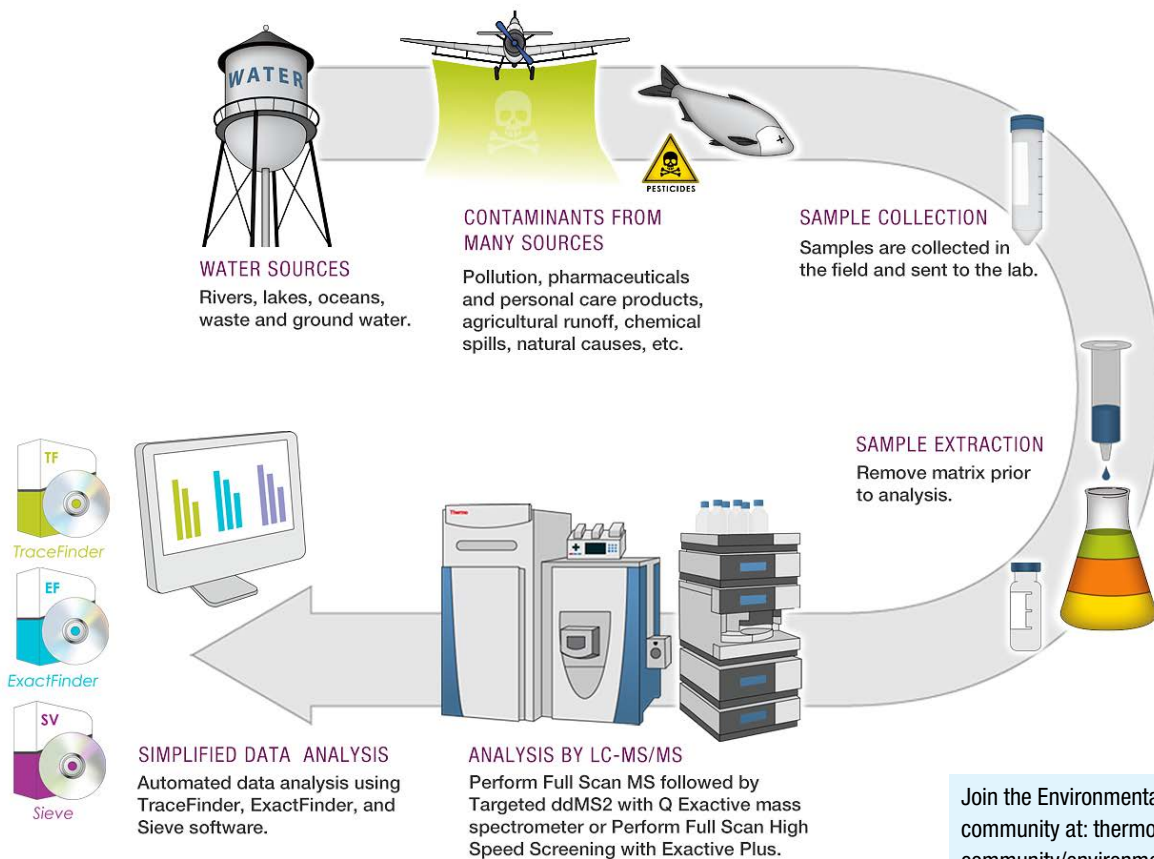 WATER
PESTICIDES
WATER SOURCES
Rivers, lakes, oceans,
waste and ground water.
CONTAMINANTS FROM
MANY SOURCES
Pollution, pharmaceuticals
and personal care products,
agricultural runoff, chemical
spills, natural causes, etc.
SAMPLE COLLECTION
Samples are collected in
the field and sent to the lab.
SAMPLE EXTRACTION
Remove matrix prior
to analysis.
Thermo
ANALYSIS BY LC-MS/MS
Perform Full Scan MS followed by
Targeted ddMS2 with Q Exactive mass
spectrometer or Perform Full Scan High
Speed Screening with Exactive Plus.
SIMPLIFIED DATA ANALYSIS
Automated data analysis using
TraceFinder, ExactFinder, and
Sieve software.
TF
TraceFinder
EF
ExactFinder
SV
Sieve
Join the Environmenta
community at: thermo
community/environme